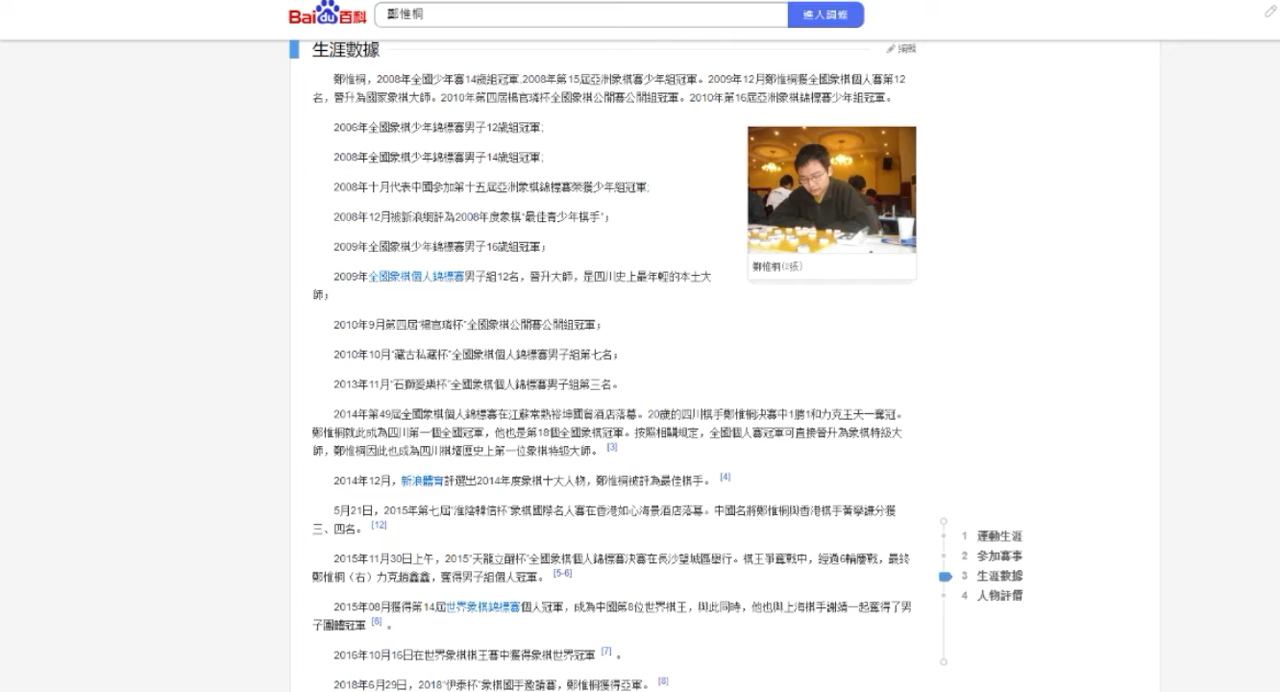 Bai du 百科
鄭惟桐
進入詞條
生涯數據
編輯
鄭惟桐，2008年全國少年賽14歲組冠軍,2008年第15屆亞洲象棋賽少年組冠軍。2009年12月鄭惟桐獲全國象棋個人賽第12
名，晉升為國家象棋大師。2010年第四屆楊官璘杯全國象棋公開賽公開組冠軍。2010年第16屆亞洲象棋錦標賽少年組冠軍。
2006年全國象棋少年錦標賽男子12歲組冠軍;
2008年全國象棋少年錦標賽男子14歲組冠軍;
2008年十月代表中國參加第十五屆亞洲象棋錦標賽榮獲少年組冠軍;
2008年12月被新浪網評為2008年度象棋"最佳青少年棋手"；
2009年全國象棋少年錦標賽男子16歲組冠軍；
2009年全國象棋個人錦標賽男子組12名，晉升大師，是四川史上最年輕的本土大
師；
鄭惟桐(2張)
2010年9月第四屆"楊官璘杯"全國象棋公開賽公開組冠軍；
2010年10月"藏古私藏杯"全國象棋個人錦標賽男子組第七名；
2013年11月"石獅愛樂杯"全國象棋個人錦標賽男子組第三名。
2014年第49屆全國象棋個人錦標賽在江蘇常熟裕坤國賓酒店落幕。20歲的四川棋手鄭惟桐決賽中1勝1和力克王天一奪冠。
鄭惟桐就此成為四川第一個全國冠軍，他也是第18個全國象棋冠軍。按照相關規定，全國個人賽冠軍可直接晉升為象棋特級大
師，鄭惟桐因此也成為四川棋壇歷史上第一位象棋特級大師。 [3]
2014年12月，新浪體育評選出2014年度象棋十大人物，鄭惟桐被評為最佳棋手。 [4]
5月21日，2015年第七屆"淮陰韓信杯"象棋國際名人賽在香港如心海景酒店落幕。中國名將鄭惟桐與香港棋手黃學謙分獲
三、四名。 [12]
2015年11月30日上午，2015"天龍立醒杯"全國象棋個人錦標賽決賽在長沙望城區舉行。棋王爭奪戰中，經過6輪鏖戰，最終
鄭惟桐（右）力克趙鑫鑫，奪得男子組個人冠軍。 [5-6]
2015年08月獲得第14屆世界象棋錦標賽個人冠軍，成為中國第8位世界棋王，與此同時，他也與上海棋手謝靖一起奪得了男
子團體冠軍 [6] 。
2016年10月16日在世界象棋棋王賽中獲得象棋世界冠軍 [7] 。
2018年6月29日，2018"伊泰杯"象棋國手邀請賽，鄭惟桐獲得亞軍。 [8]
1 運動生涯
2 參加賽事
3 生涯數據
4 人物評價